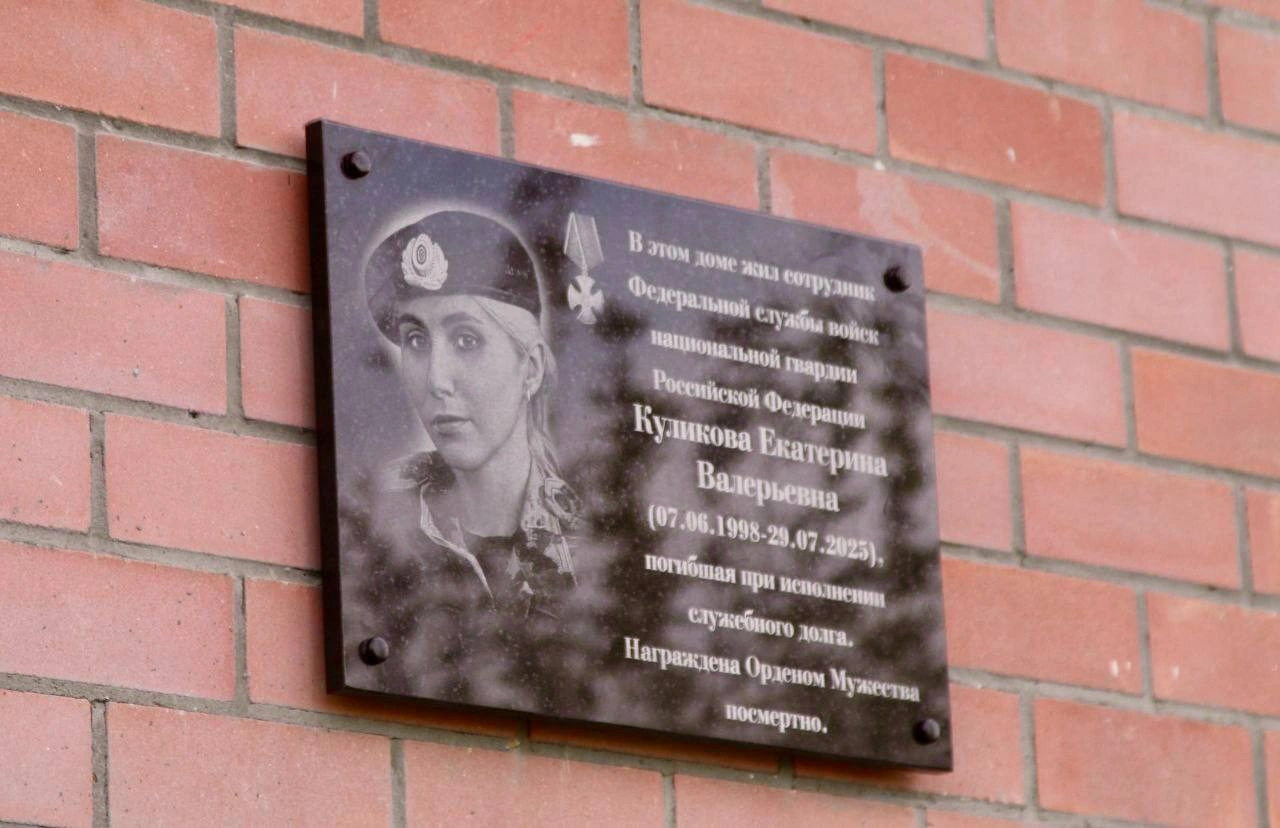 В этом доме жил сотрудник
Федеральной службы войск
национальной гвардии
Российской Федерации
Куликова Екатерина
Валерьевна
(07.06.1998-29.07.2025),
погибшая при исполнении
служебного долга.
Награждена Орденом Мужества
посмертно.